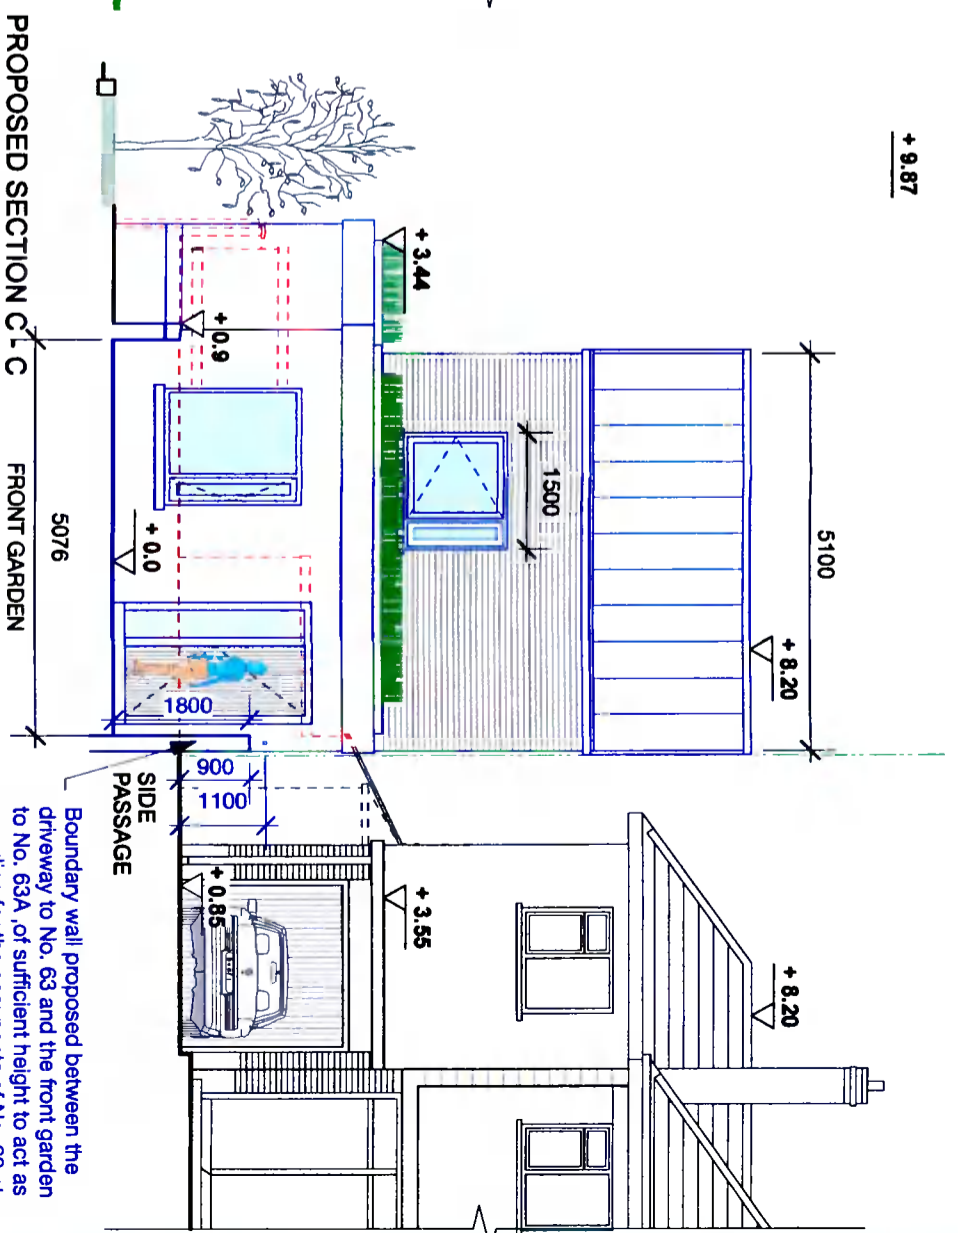 + 9.87
5100
+ 8.20
+ 8.20
1500
+ 3.44
+ 3.55
+ 0.9
+ 0.0
1800
900
1100
+ 0.85
SIDE
PASSAGE
5076
FRONT GARDEN
PROPOSED SECTION C - C
Boundary wall proposed between the
driveway to No. 63 and the front garden
to No. 63A ,of sufficient height to act as